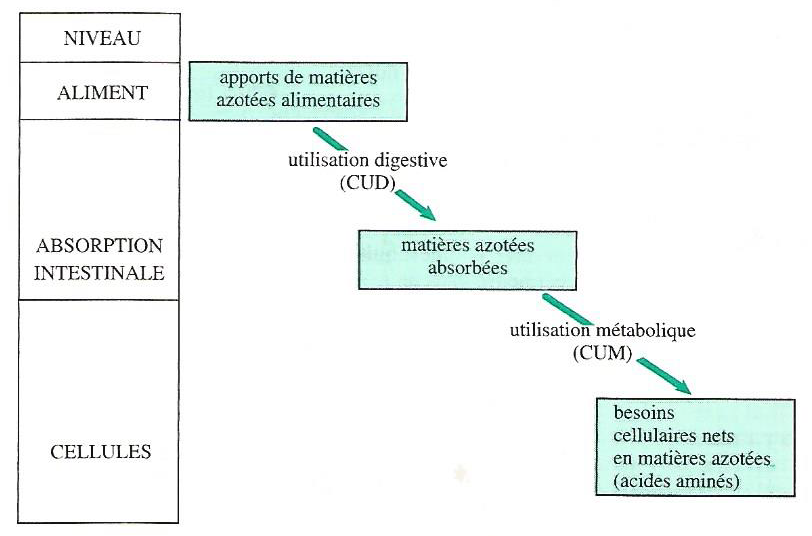 NIVEAU
ALIMENT
apports de matières
azotées alimentaires
utilisation digestive
(CUD)
ABSORPTION
INTESTINALE
matières azotées
absorbées
utilisation métabolique
(CUM)
CELLULES
besoins
cellulaires nets
en matières azotées
(acides aminés)